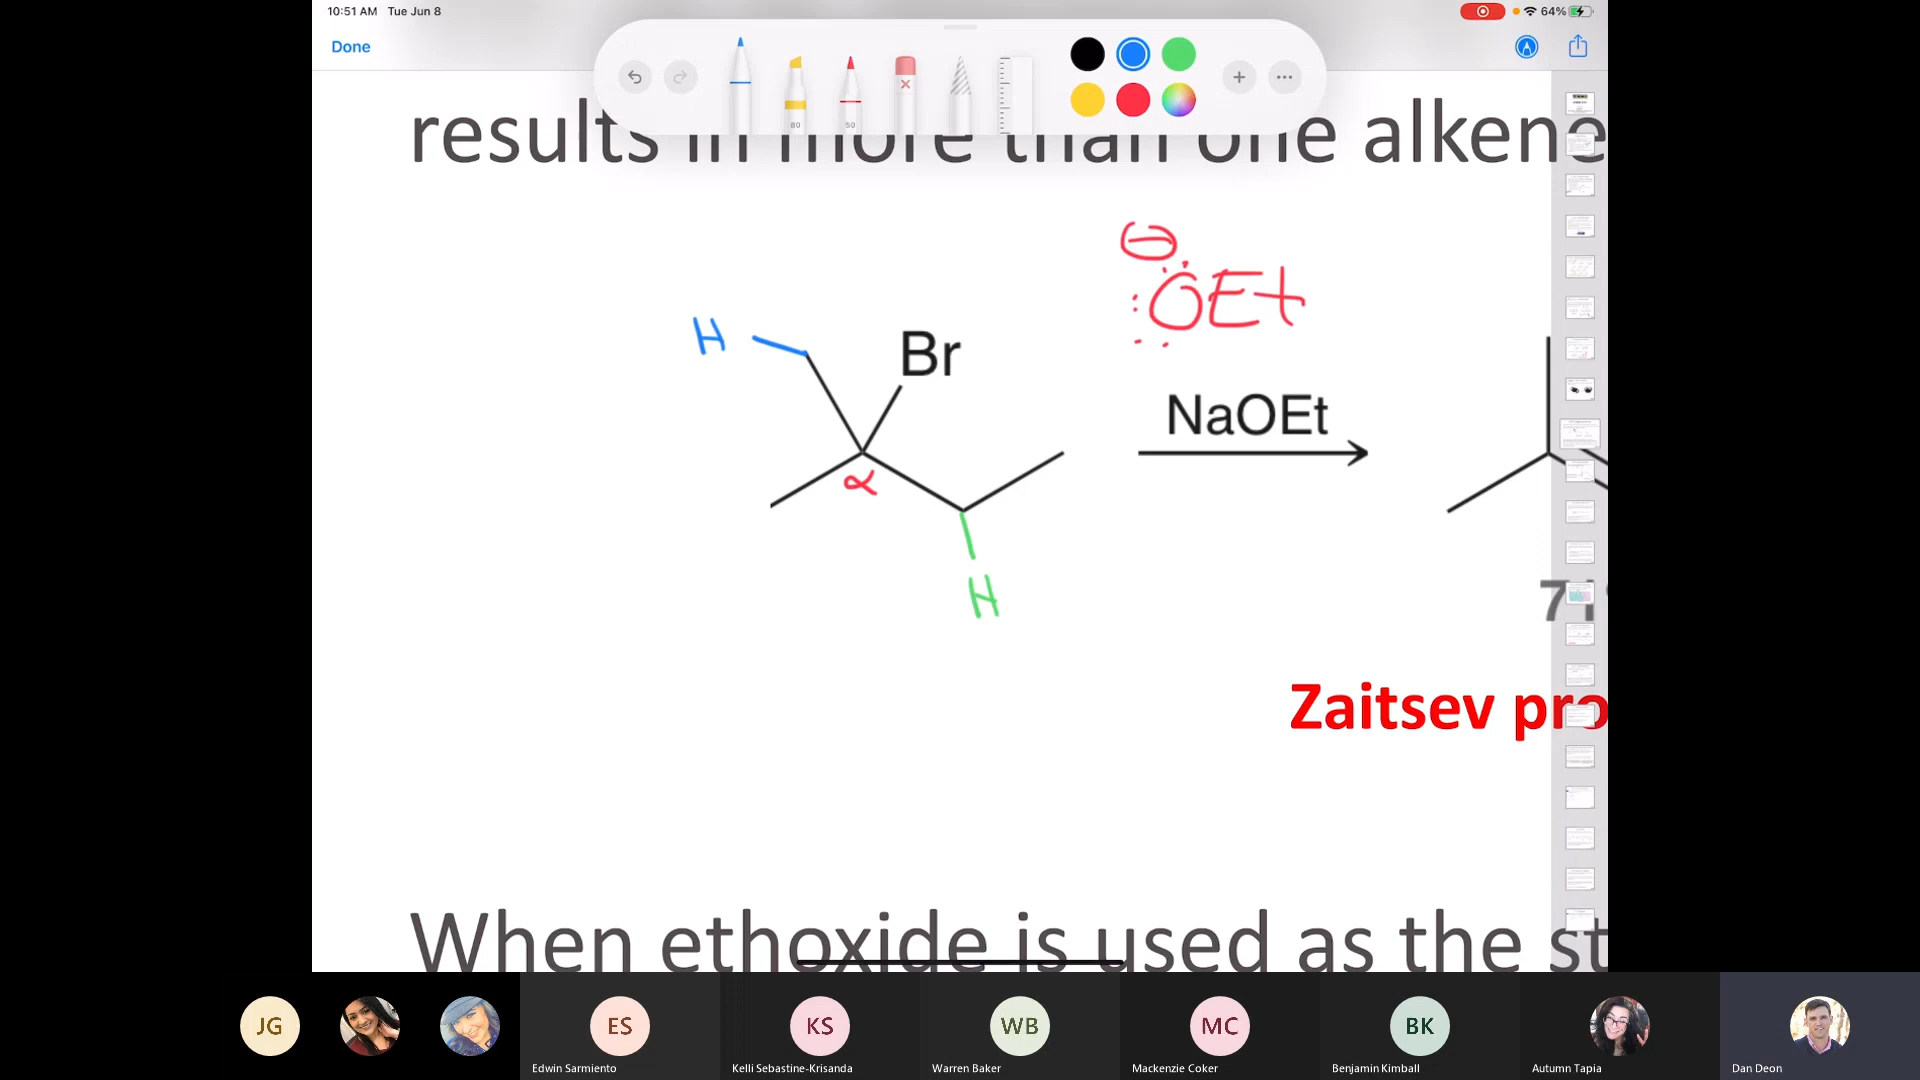 10:51 AM Tue Jun 8
64%
Done
80
50
results in more than one alkene
⊖
:OEt
H
Br
NaOEt
α
H
Zaitsev pro
When ethoxide is used as the st
JG
ES
KS
WB
MC
BK
Edwin Sarmiento
Kelli Sebastine-Krisanda
Warren Baker
Mackenzie Coker
Benjamin Kimball
Autumn Tapia
Dan Deon